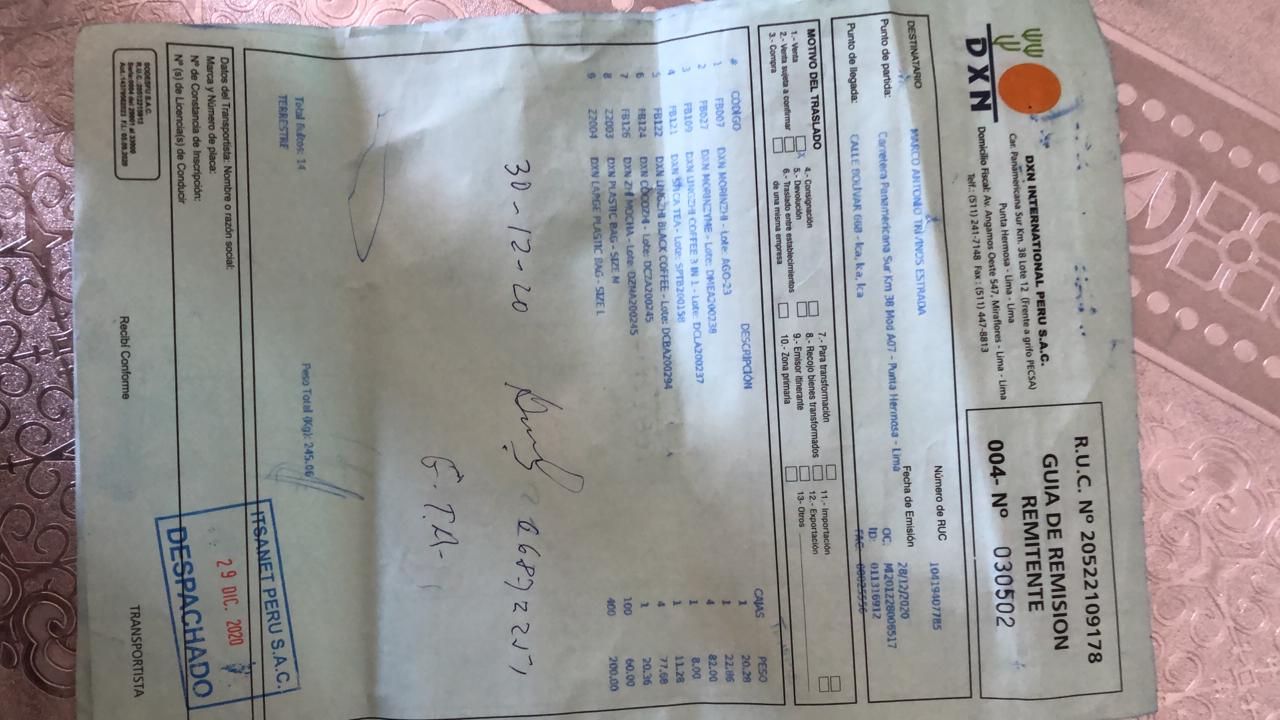 DXN
DXN INTERNATIONAL PERU S.A.C.
Car. Panamericana Sur Km. 38 Lote 12 (Frente a grifo PECSA)
Punta Hermosa - Lima - Lima
Domicilio Fiscal: Av. Angamos Oeste 547, Miraflores - Lima - Lima
Telf.: (511) 241-7148 Fax: (511) 447-8813
R.U.C. Nº 20522109178
GUIA DE REMISION
REMITENTE
004- Nº 030502
DESTINATARIO MARCO ANTONIO ESTRADA Número de RUC 10419407785
Punto de partida: Carretera Panamericana Sur Km 38 Mod A07 - Punta Hermosa - Lima Fecha de Emisión 28/12/2020
OC: M201228006517
ID: 011316912
Punto de llegada: CALLE BOLIVAR 660 - Ica, Ica, Ica FAC:
MOTIVO DEL TRASLADO
1.- Venta X 4.- Consignación 7.- Para transformación 11.- Importación
2.- Venta sujeta a confirmar 5.- Devolución 8.- Recojo bienes transformados 12.- Exportación
3.- Compra 6.- Traslado entre establecimientos de una misma empresa 9.- Emisor Itinerante 13.- Otros
10.- Zona primaria
# CÓDIGO DESCRIPCIÓN CAJAS PESO
1 FB007 DXN MORINZHI - Lote: AGO-23 1 20.28
2 FB027 DXN MORINZYME - Lote: DMEA200238 1 22.86
3 FB109 DXN LINGZHI COFFEE 3 IN 1 - Lote: DCLA200237 4 82.00
4 FB121 DXN SPICA TEA - Lote: SPTB200158 1 8.00
5 FB122 DXN LINGZHI BLACK COFFEE - Lote: DCBA200294 1 11.28
6 FB124 DXN COCOZHI - Lote: DCZA200245 4 77.68
7 FB126 DXN ZHI MOCHA - Lote: DZMA200245 1 20.36
8 ZZ003 DXN PLASTIC BAG - SIZE M 100 60.00
9 ZZ004 DXN LARGE PLASTIC BAG - SIZE L 400 200.00
30-12-20
G.T.A-
Total Bultos: 14 Peso Total (Kg): 245.06
TERRESTRE
ITSANET PERU S.A.C.
29 DIC. 2020
DESPACHADO
Datos del Transportista: Nombre o razón social:
Marca y Número de placa:
Nº de Constancia de Inscripción:
Nº (s) de Licencia(s) de Conducir
Recibí Conforme
TRANSPORTISTA